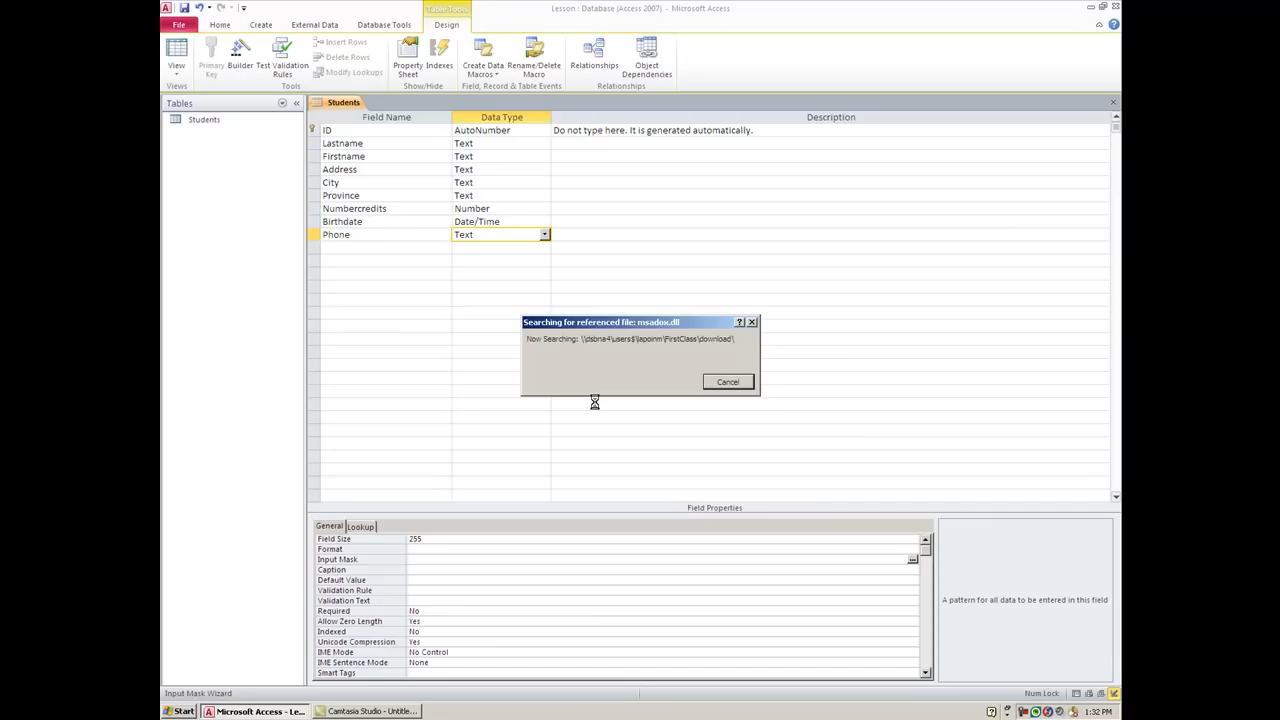 Table Tools
Lesson : Database (Access 2007) - Microsoft Access
File Home Create External Data Database Tools Design
View
Primary Key
Builder
Test Validation Rules
Insert Rows
Delete Rows
Modify Lookups
Property Sheet
Indexes
Create Data Macros
Rename/Delete Macro
Relationships
Object Dependencies
Views Tools Show/Hide Field, Record & Table Events Relationships
Tables
Students
Students
Field Name Data Type Description
ID AutoNumber Do not type here. It is generated automatically.
Lastname Text
Firstname Text
Address Text
City Text
Province Text
Numbercredits Number
Birthdate Date/Time
Phone Text
Searching for referenced file: msadox.dll
Now Searching: \\dsbna4\users$\lapoinm\FirstClass\download\
Cancel
Field Properties
General Lookup
Field Size 255
Format
Input Mask
Caption
Default Value
Validation Rule
Validation Text
Required No
Allow Zero Length Yes
Indexed No
Unicode Compression Yes
IME Mode No Control
IME Sentence Mode None
Smart Tags
A pattern for all data to be entered in this field
Input Mask Wizard
Num Lock
Start Microsoft Access - Le... Camtasia Studio - Untitle... 1:32 PM